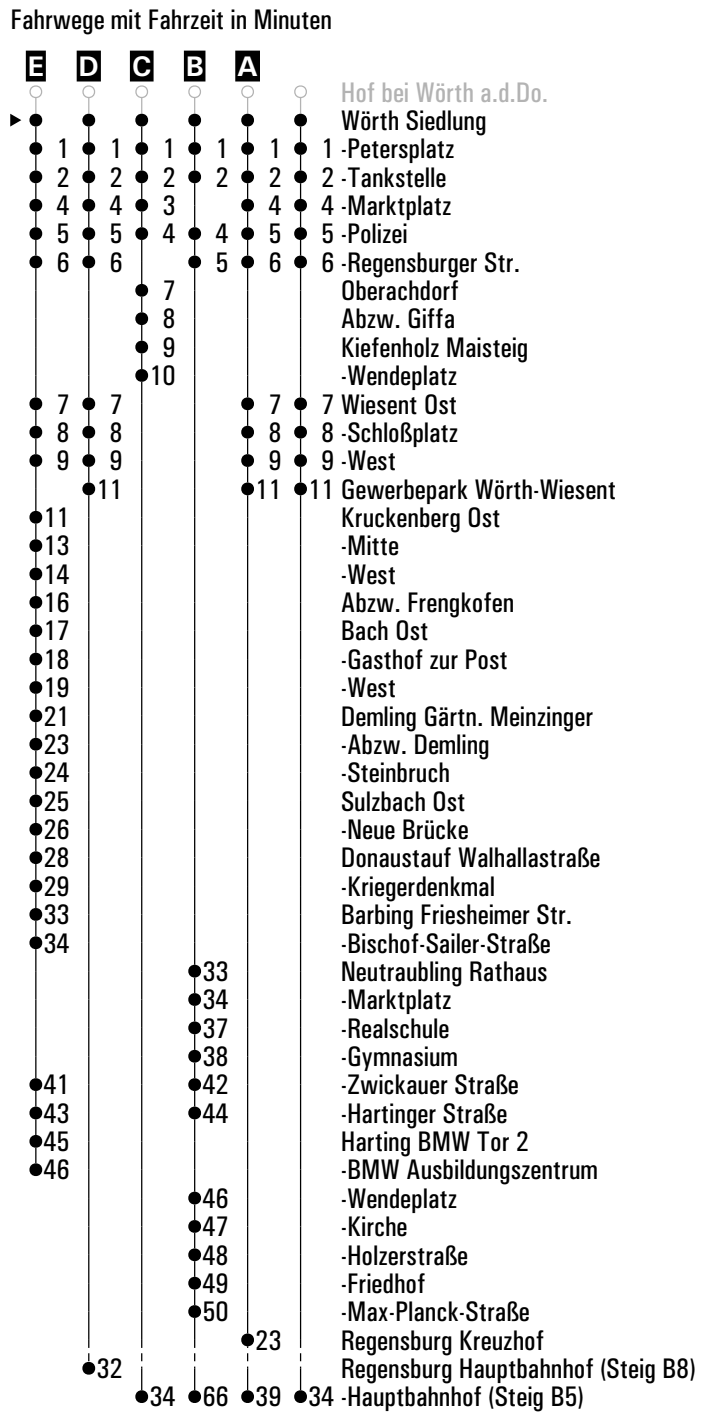 Fahrwege mit Fahrzeit in Minuten
E D C B A
Hof bei Wörth a.d.Do.
Wörth Siedlung
1 1 1 1 1 1 -Petersplatz
2 2 2 2 2 2 -Tankstelle
4 4 3 4 4 -Marktplatz
5 5 4 4 5 5 -Polizei
6 6 5 6 6 -Regensburger Str.
7 Oberachdorf
8 Abzw. Giffa
9 Kiefenholz Maisteig
10 -Wendeplatz
7 7 7 7 Wiesent Ost
8 8 8 8 -Schloßplatz
9 9 9 9 -West
11 11 11 Gewerbepark Wörth-Wiesent
11 Kruckenberg Ost
13 -Mitte
14 -West
16 Abzw. Frengkofen
17 Bach Ost
18 -Gasthof zur Post
19 -West
21 Demling Gärtn. Meinzinger
23 -Abzw. Demling
24 -Steinbruch
25 Sulzbach Ost
26 -Neue Brücke
28 Donaustauf Walhallastraße
29 -Kriegerdenkmal
33 Barbing Friesheimer Str.
34 -Bischof-Sailer-Straße
33 Neutraubling Rathaus
34 -Marktplatz
37 -Realschule
38 -Gymnasium
41 42 -Zwickauer Straße
43 44 -Hartinger Straße
45 Harting BMW Tor 2
46 -BMW Ausbildungszentrum
46 -Wendeplatz
47 -Kirche
48 -Holzerstraße
49 -Friedhof
50 -Max-Planck-Straße
23 Regensburg Kreuzhof
32 Regensburg Hauptbahnhof (Steig B8)
34 66 39 34 -Hauptbahnhof (Steig B5)